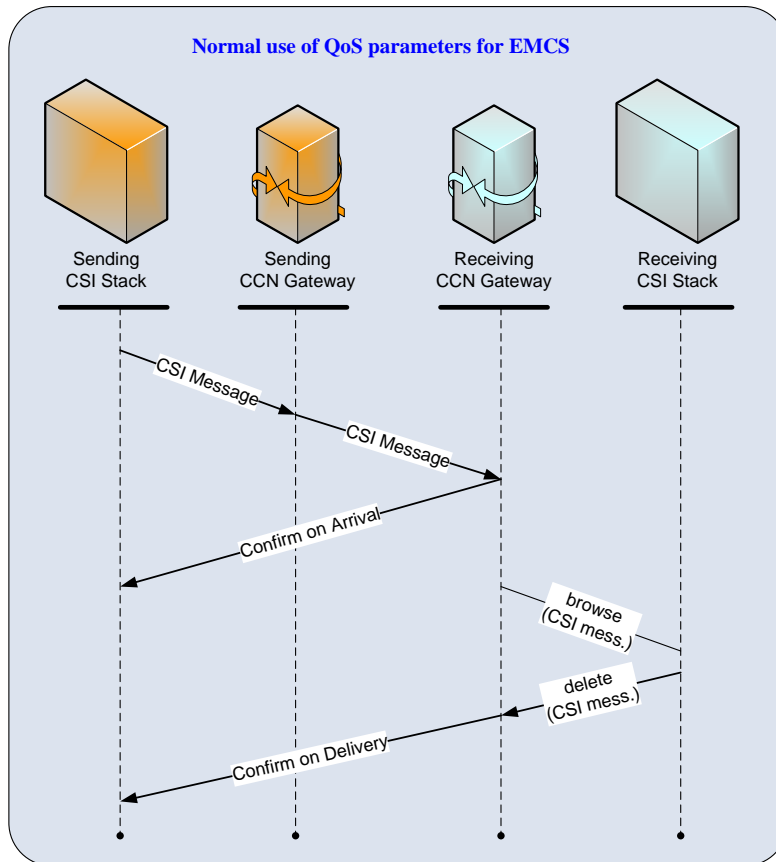 Normal use of QoS parameters for EMCS
Sending
CSI Stack
Sending
CCN Gateway
Receiving
CCN Gateway
Receiving
CSI Stack
CSI Message
CSI Message
Confirm on Arrival
browse
(CSI mess.)
delete
(CSI mess.)
Confirm on Delivery